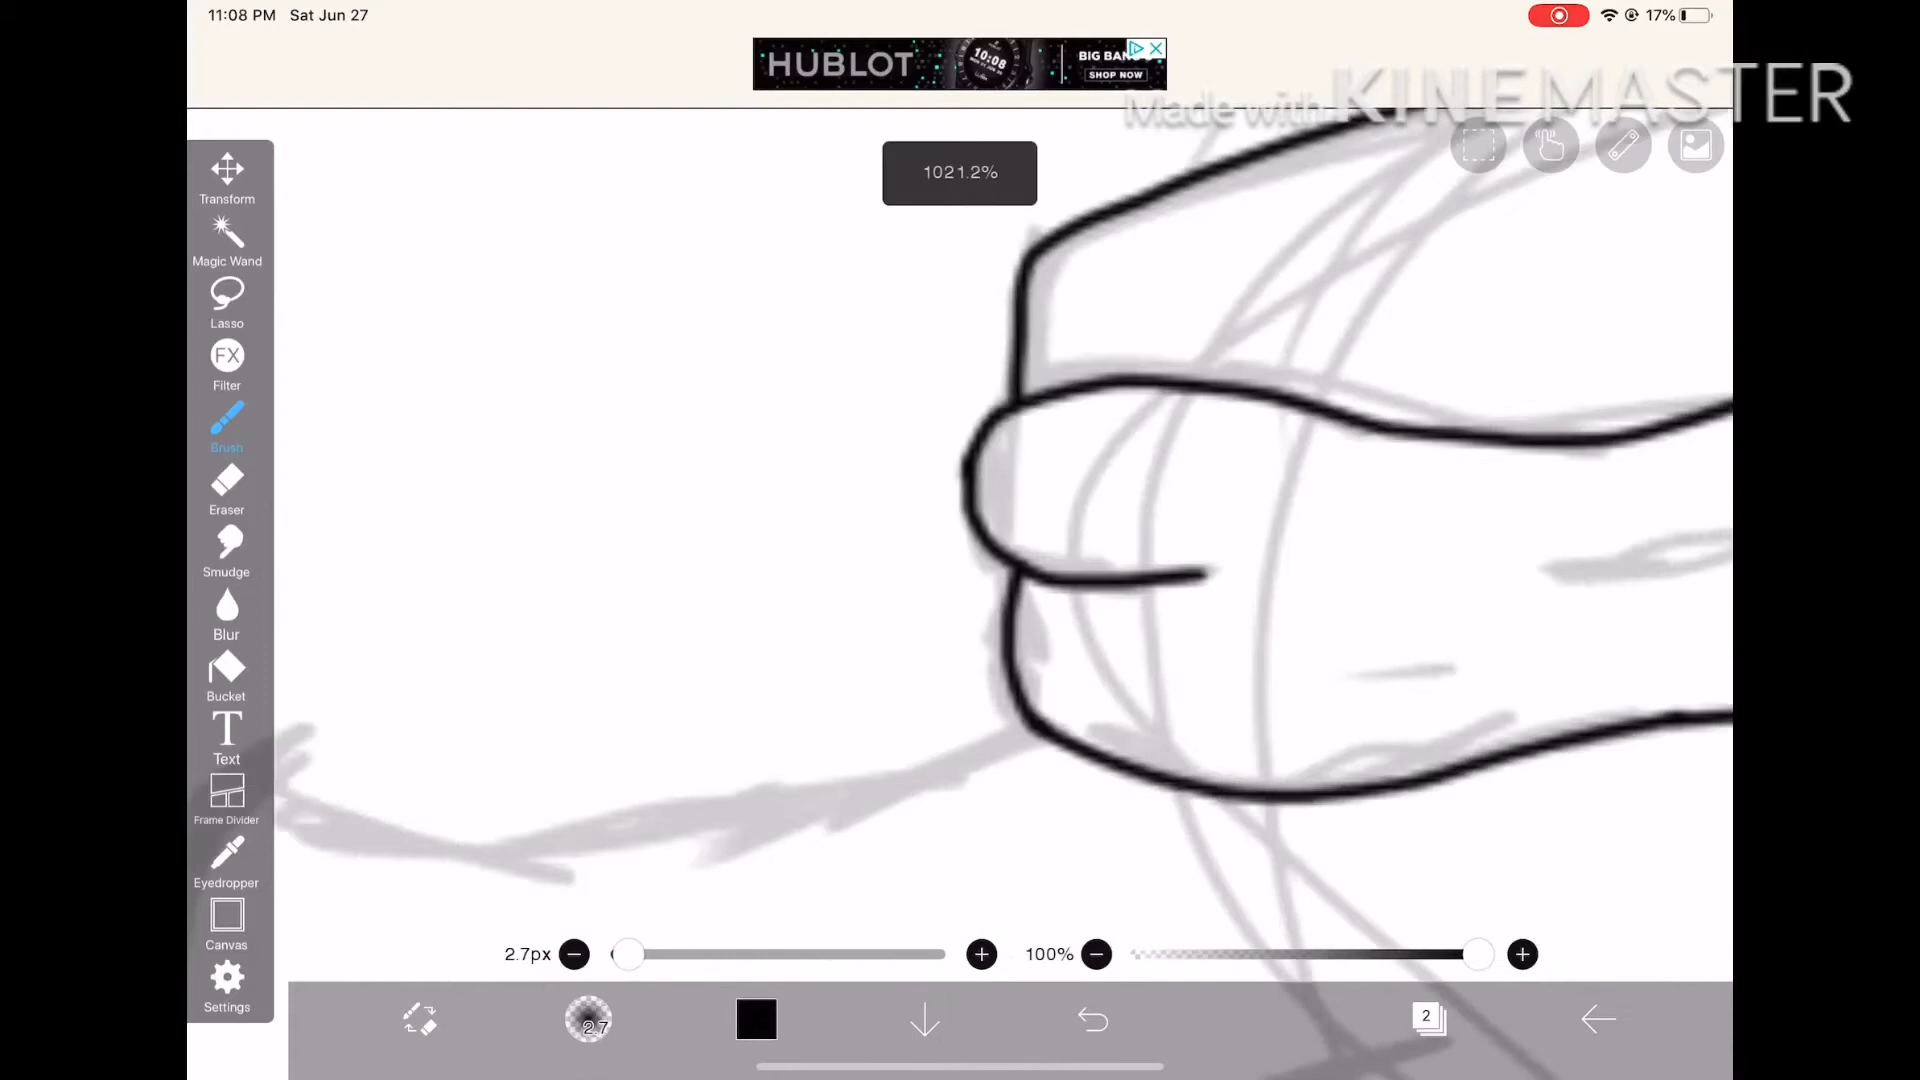 11:08 PM Sat Jun 27
17%
HUBLOT
10:08
BIG BANG
SHOP NOW
Made with KINEMASTER
1021.2%
Transform
Magic Wand
Lasso
FX
Filter
Brush
Eraser
Smudge
Blur
Bucket
T
Text
Frame Divider
Eyedropper
Canvas
Settings
2.7px
100%
2.7
2